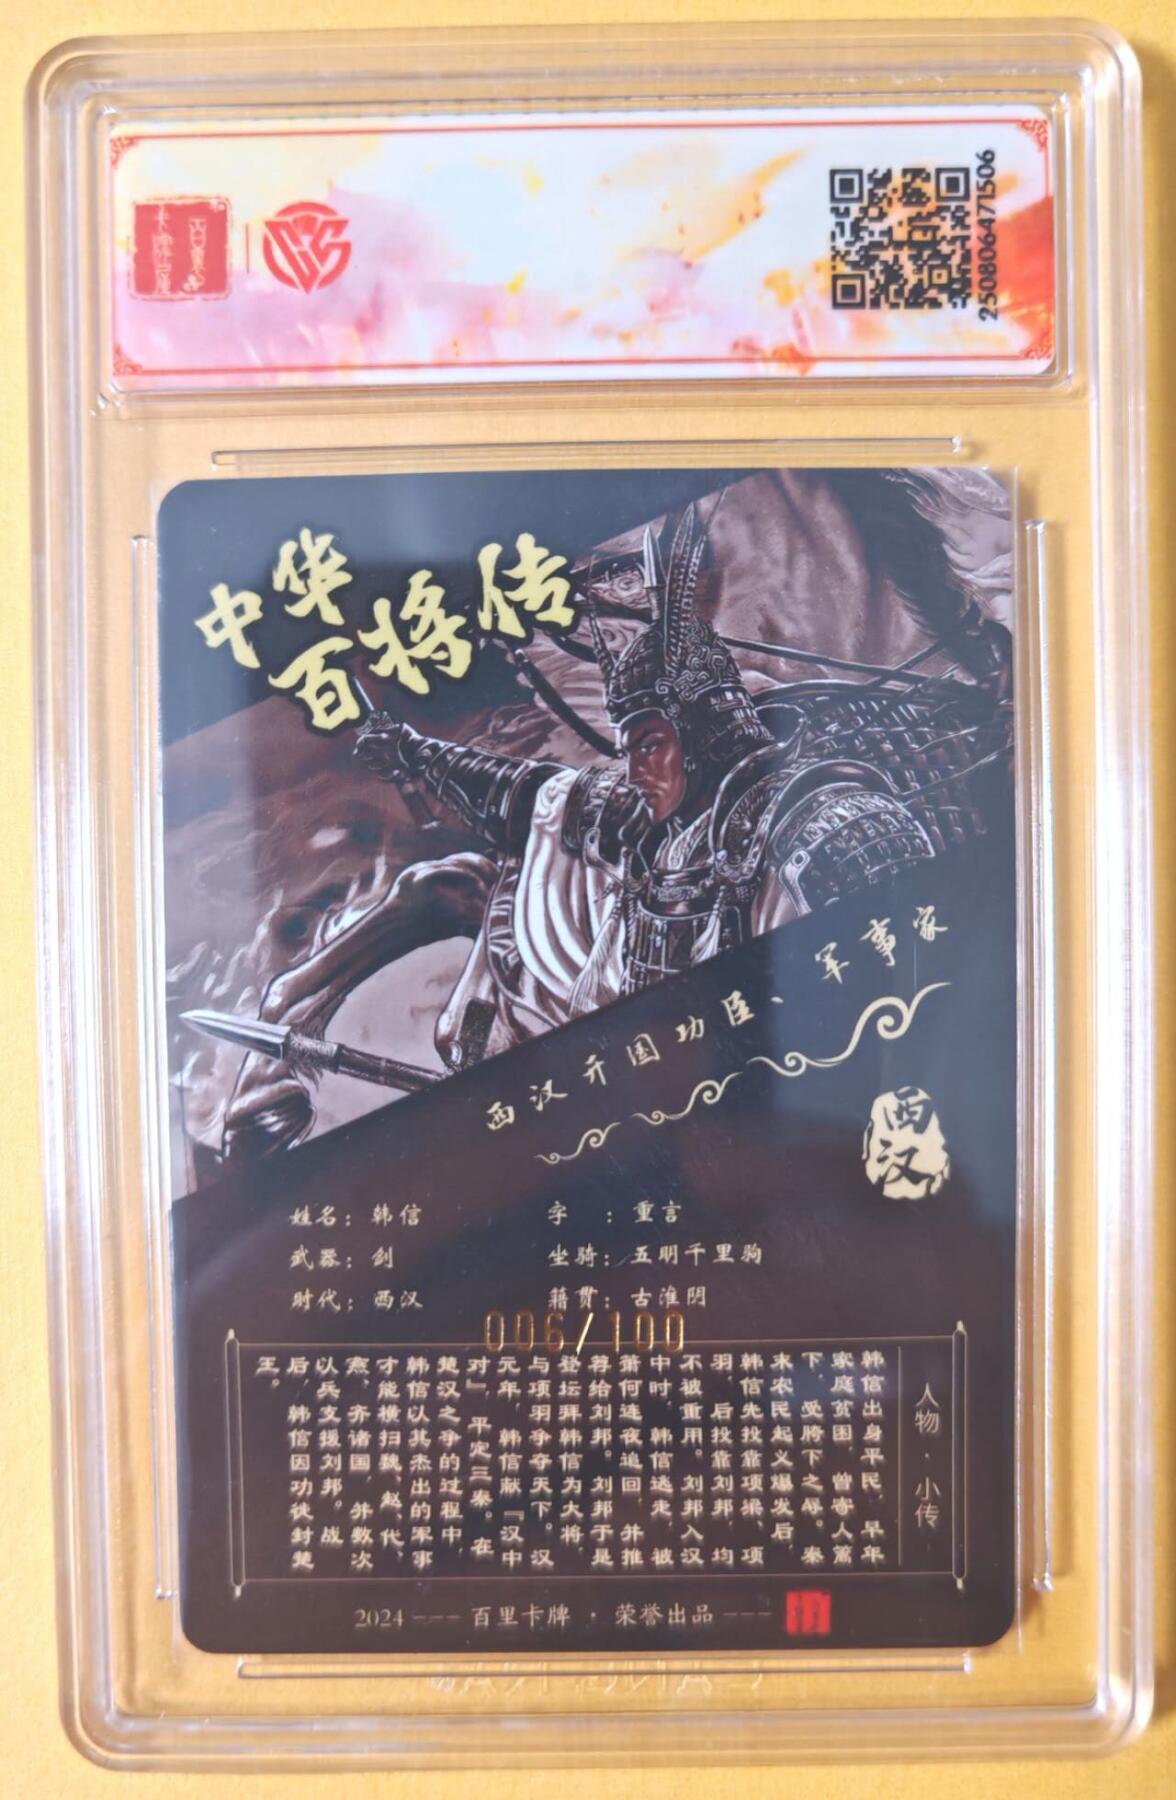 250806471506
中华
百将传
西汉开国功臣、军事家
西汉
姓名：韩信
字：重言
武器：剑
坐骑：五明千里驹
时代：西汉
籍贯：古淮阴
006/100
人物·小传
韩信出身平民，早年
家庭贫困，曾寄人篱
下，受胯下之辱。秦
末农民起义爆发后，
韩信先投靠项梁、项
羽，后投靠刘邦，均
不被重用。刘邦入汉
中时，韩信逃走，被
萧何连夜追回，并推
荐给刘邦。刘邦于是
登坛拜韩信为大将，
与项羽争夺天下。汉
元年，韩信献『汉中
对』，平定三秦。在
楚汉之争的过程中，
韩信以其杰出的军事
才能横扫魏、赵、代、
燕、齐诸国，并数次
以兵支援刘邦。战
后，韩信因功徙封楚
王。
2024 ---- 百里卡牌 · 荣誉出品 ----